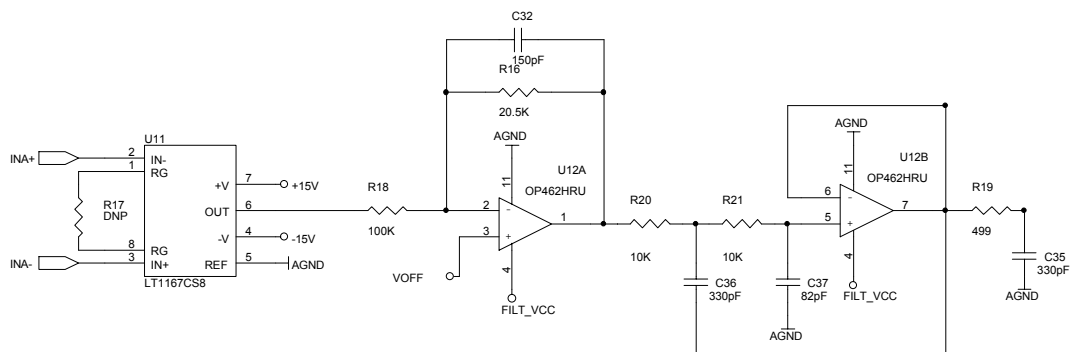 C32
150pF
R16
20.5K
AGND
AGND
U11
INA+
2
IN-
1
RG
+V
7
+15V
R17
DNP
OUT
6
-V
4
-15V
8
RG
INA-
3
IN+
REF
5
AGND
LT1167CS8
R18
100K
U12A
OP462HRU
11
2
-
3
+
1
4
VOFF
FILT_VCC
R20
10K
R21
10K
U12B
OP462HRU
11
6
-
5
+
7
4
FILT_VCC
R19
499
C36
330pF
C37
82pF
AGND
C35
330pF
AGND